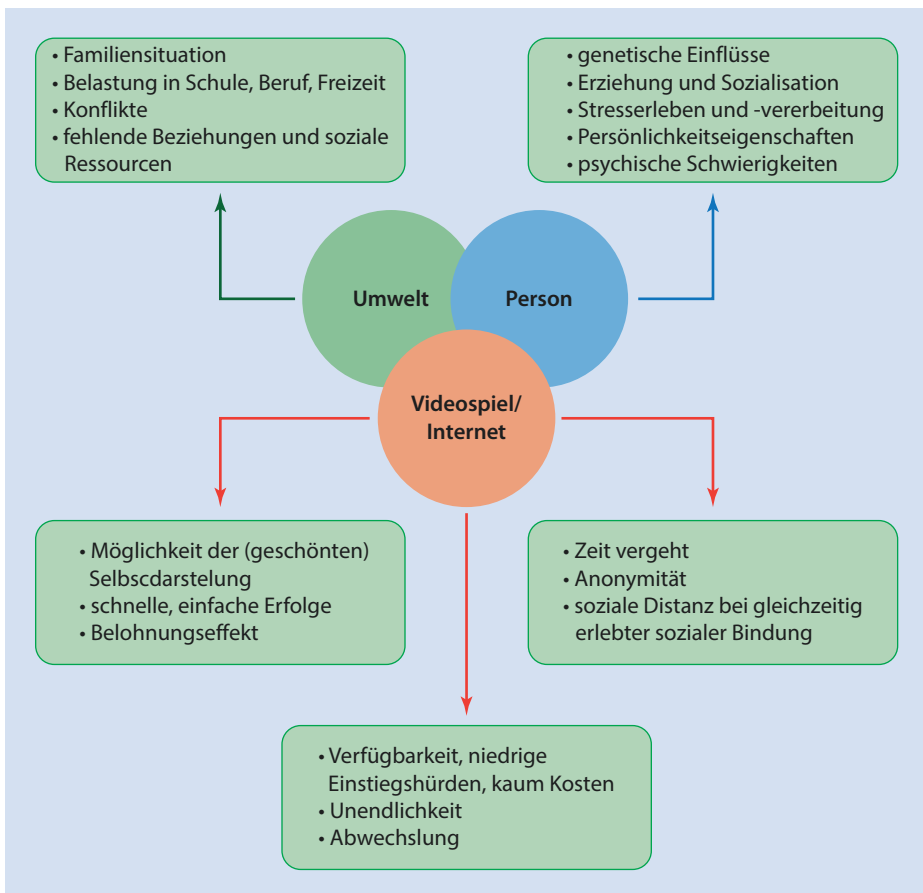 • Familiensituation
• Belastung in Schule, Beruf, Freizeit
• Konflikte
• fehlende Beziehungen und soziale
Ressourcen
• genetische Einflüsse
• Erziehung und Sozialisation
• Stresserleben und -vererbeitung
• Persönlichkeitseigenschaften
• psychische Schwierigkeiten
Umwelt
Person
Videospiel/
Internet
• Möglichkeit der (geschönten)
Selbscdarstelung
• schnelle, einfache Erfolge
• Belohnungseffekt
• Zeit vergeht
• Anonymität
• soziale Distanz bei gleichzeitig
erlebter sozialer Bindung
• Verfügbarkeit, niedrige
Einstiegshürden, kaum Kosten
• Unendlichkeit
• Abwechslung